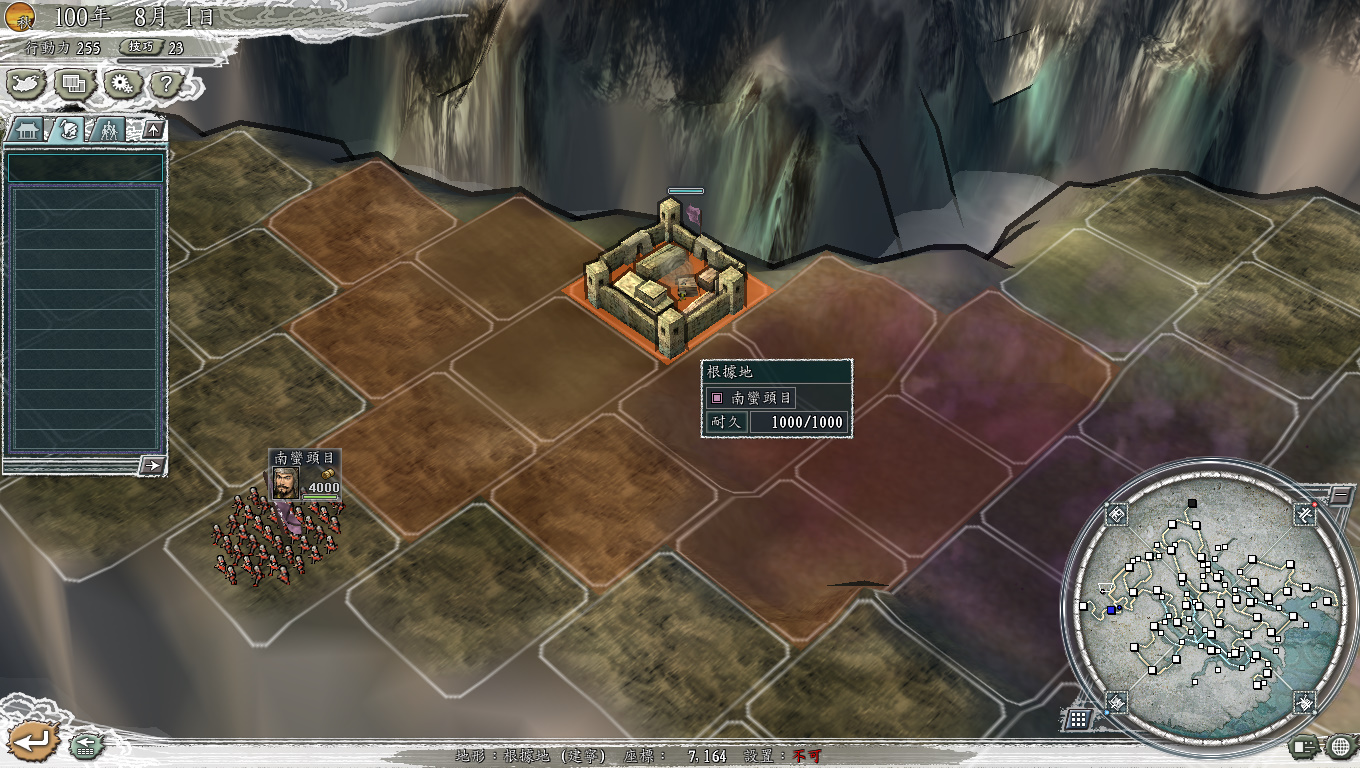 秋 100年 8月 1日
行動力 255 技巧 23
?
根據地
南蠻頭目
耐久 1000/1000
南蠻頭目
4000
地形：根據地 (建寧) 座標： 7,164 設置：不可